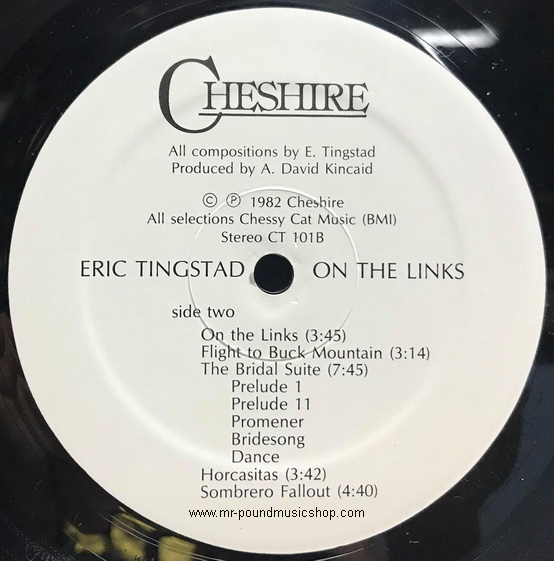 CHESHIRE
All compositions by E. Tingstad
Produced by A. David Kincaid
© ℗ 1982 Cheshire
All selections Chessy Cat Music (BMI)
Stereo CT 101B
ERIC TINGSTAD ON THE LINKS
side two
On the Links (3:45)
Flight to Buck Mountain (3:14)
The Bridal Suite (7:45)
Prelude 1
Prelude 11
Promener
Bridesong
Dance
Horcasitas (3:42)
Sombrero Fallout (4:40)
www.mr-poundmusicshop.com